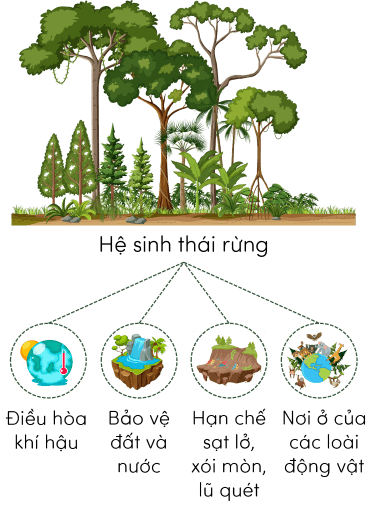 Hệ sinh thái rừng
Điều hòa
khí hậu
Bảo vệ
đất và
nước
Hạn chế
sạt lở,
xói mòn,
lũ quét
Nơi ở của
các loài
động vật